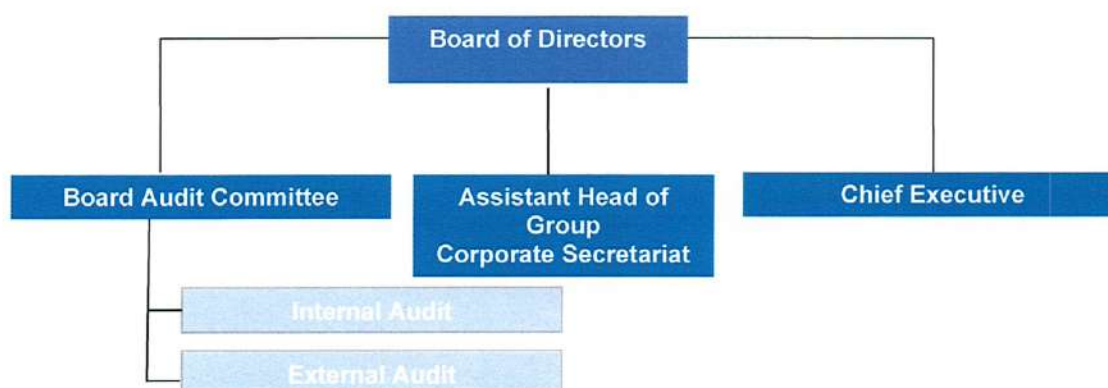 Board of Directors
Board Audit Committee
Assistant Head of
Group
Corporate Secretariat
Chief Executive
Internal Audit
External Audit